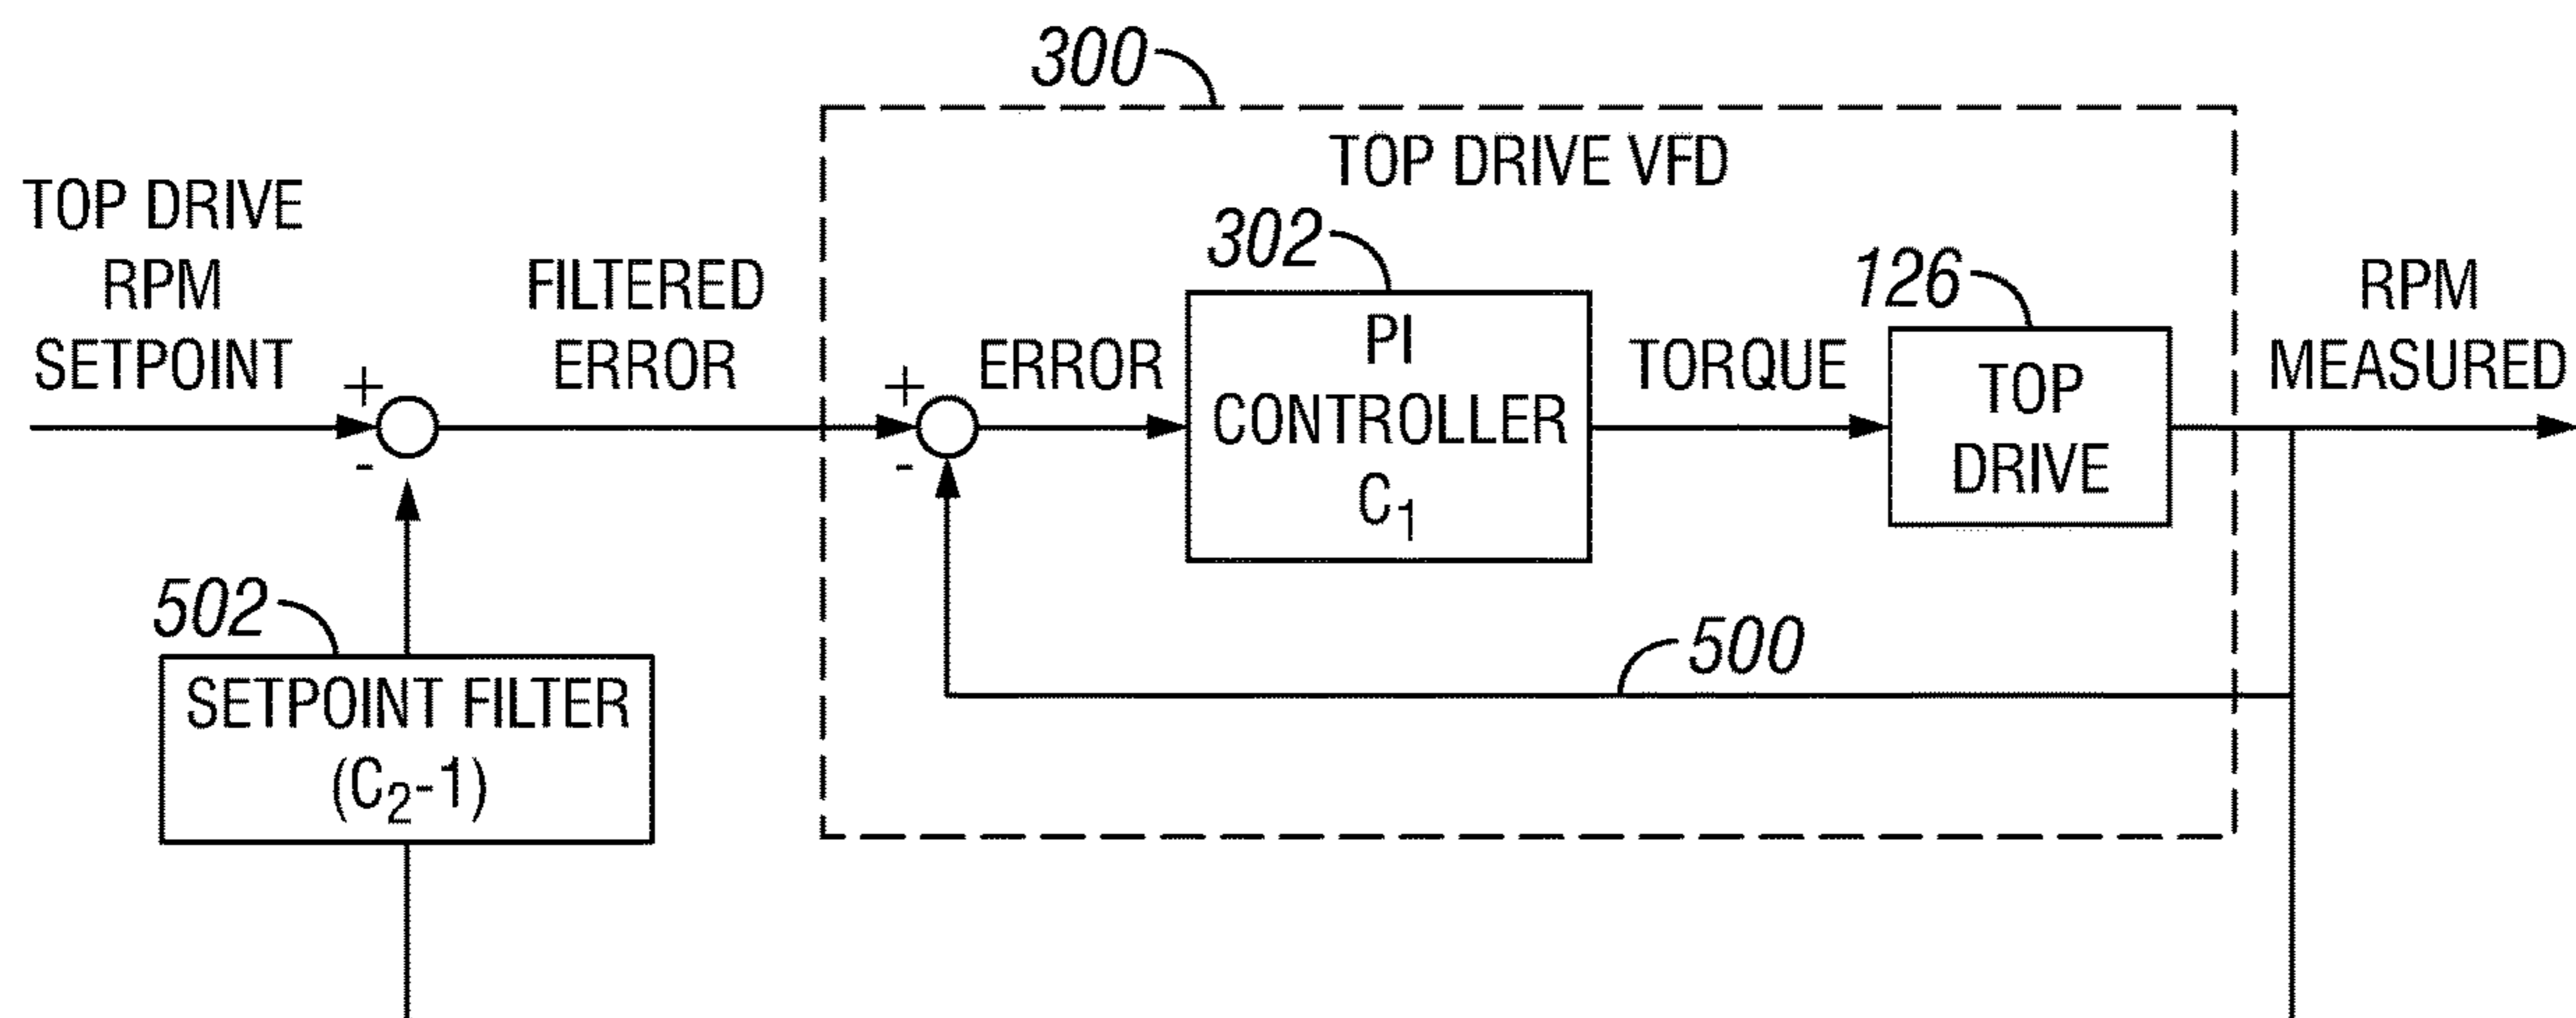 300
TOP DRIVE VFD
TOP DRIVE
RPM
SETPOINT
+
-
FILTERED
ERROR
+
-
ERROR
302
PI
CONTROLLER
C₁
TORQUE
126
TOP
DRIVE
RPM
MEASURED
502
SETPOINT FILTER
(C₂-1)
500